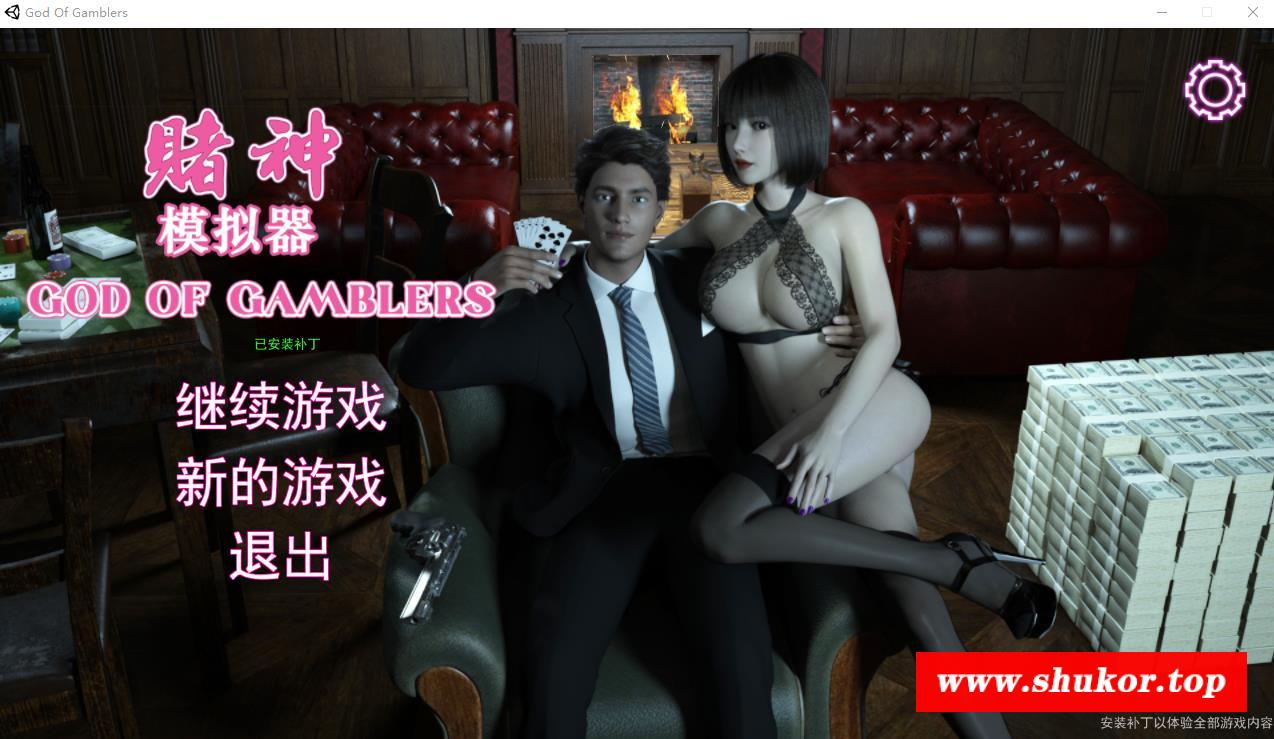 God Of Gamblers
赌神
模拟器
GOD OF GAMBLERS
已安装补丁
继续游戏
新的游戏
退出
www.shukor.top
安装补丁以体验全部游戏内容